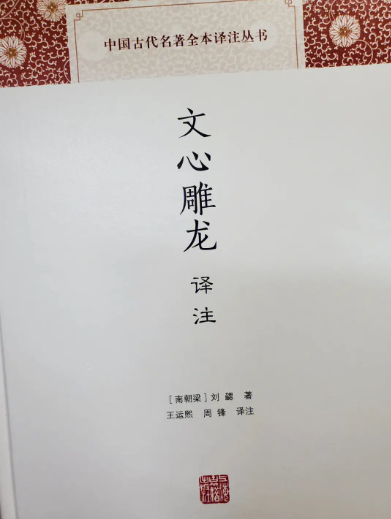 中国古代名著全本译注丛书
文心雕龙
译注
［南朝梁］刘勰 著
王运熙 周锋 译注